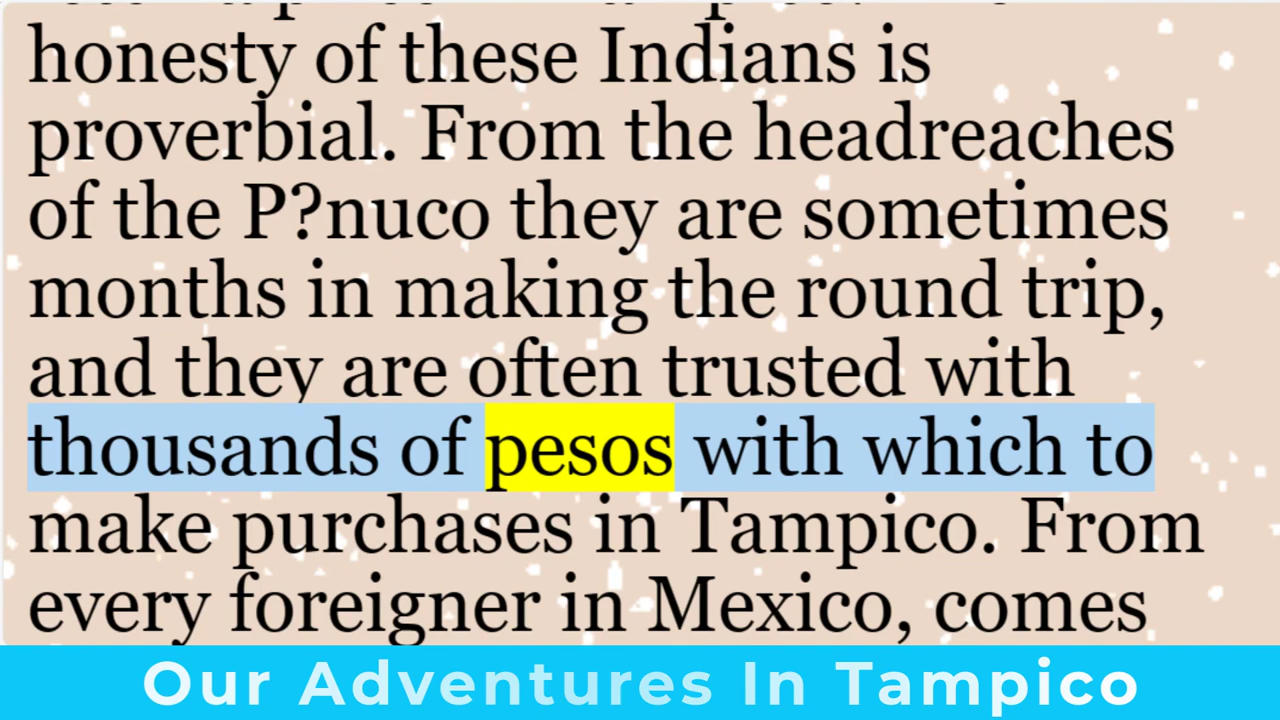 honesty of these Indians is
proverbial. From the headreaches
of the P?nuco they are sometimes
months in making the round trip,
and they are often trusted with
thousands of pesos with which to
make purchases in Tampico. From
every foreigner in Mexico, comes
Our Adventures In Tampico